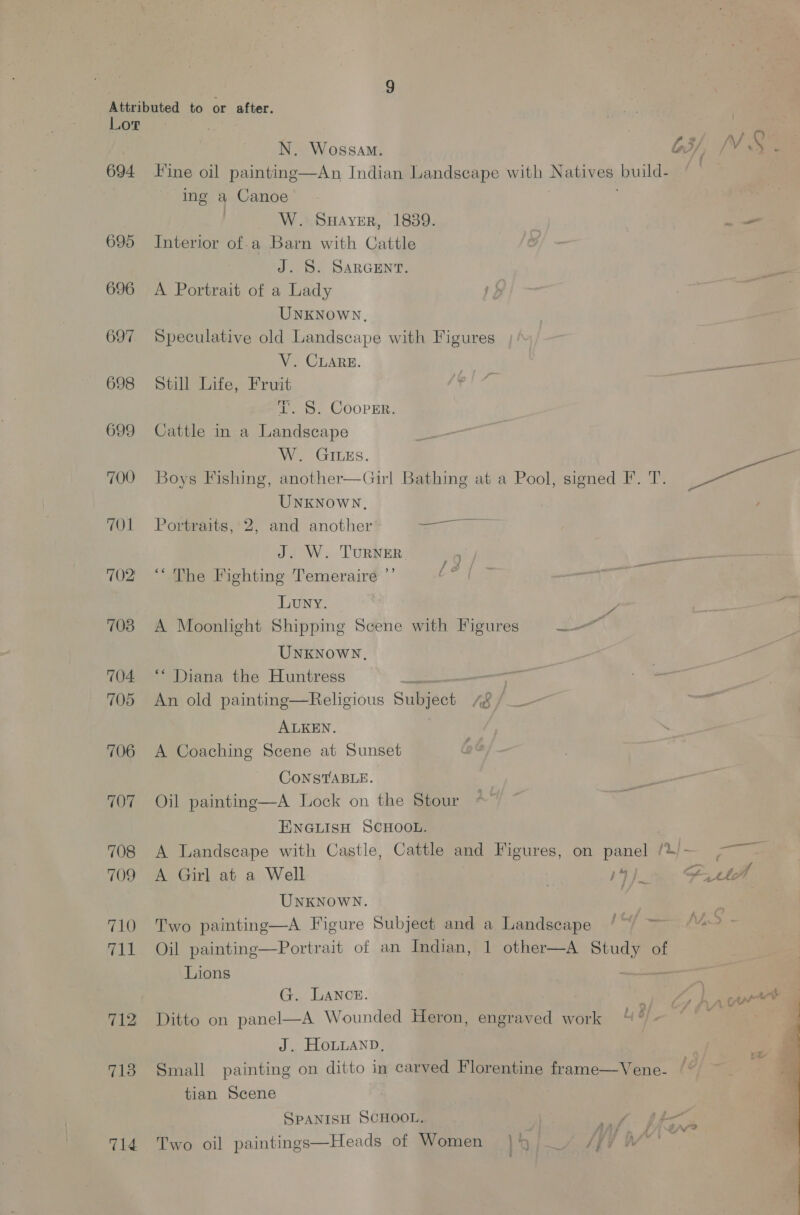 9
Attributed to or after.
Lot
N. Wossam. 63/, N.S.
694 Fine oil painting—An Indian Landscape with Natives build-
ing a Canoe
W. Shayer, 1839.
695 Interior of a Barn with Cattle
J. S. Sargent.
696 A Portrait of a Lady
Unknown,
697 Speculative old Landscape with Figures
V. Clare.
698 Still Life, Fruit
T. S. Cooper.
699 Cattle in a Landscape
W. Giles.
700 Boys Fishing, another—Girl Bathing at a Pool, signed F. T.
Unknown,
701 Portraits, 2, and another
J. W. Turner
702 “ The Fighting Temerairé ”
Luny.
703 A Moonlight Shipping Scene with Figures
Unknown,
704 “ Diana the Huntress
705 An old painting—Religious Subject 18/
Alken.
706 A Coaching Scene at Sunset
Constable.
707 Oil painting—A Lock on the Stour
English School.
708 A Landscape with Castle, Cattle and Figures, on panel 12/-
709 A Girl at a Well
Unknown.
710 Two painting—A Figure Subject and a Landscape N.S.
711 Oil painting—Portrait of an Indian, 1 other—A Study of
Lions
G. Lance.
712 Ditto on panel—A Wounded Heron, engraved work
J. Holland,
713 Small painting on ditto in carved Florentine frame—Vene-
tian Scene
Spanish School.
714 Two oil paintings—Heads of Women